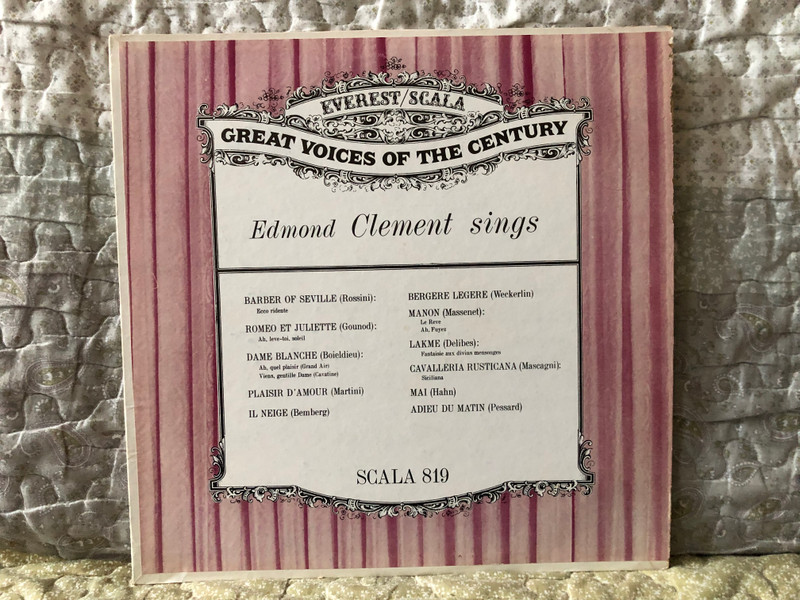 EVEREST/SCALA
GREAT VOICES OF THE CENTURY
Edmond Clement sings
BARBER OF SEVILLE (Rossini):
Ecco ridente
ROMEO ET JULIETTE (Gounod):
Ah, leve-toi, soleil
DAME BLANCHE (Boieldieu):
Ah, quel plaisir (Grand Air)
Viens, gentille Dame (Cavatine)
PLAISIR D'AMOUR (Martini)
IL NEIGE (Bemberg)
BERGERE LEGERE (Weckerlin)
MANON (Massenet):
Le Reve
Ah, Fuyez
LAKME (Delibes):
Fantaisie aux divins mensonges
CAVALLERIA RUSTICANA (Mascagni):
Siciliana
MAI (Hahn)
ADIEU DU MATIN (Pessard)
SCALA 819